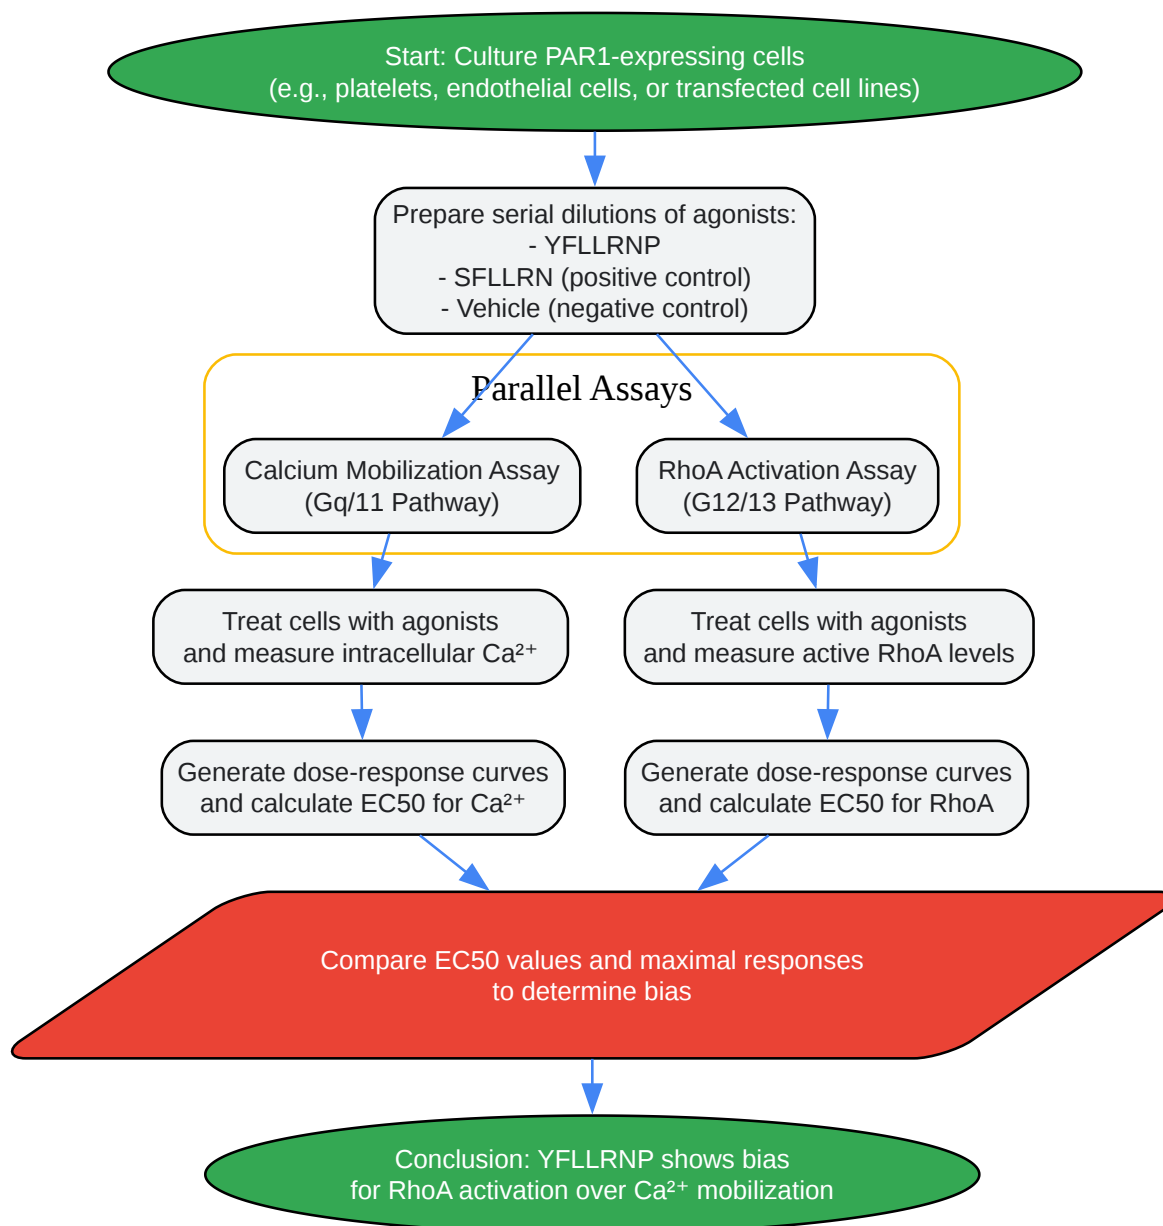 Start: Culture PAR1-expressing cells
(e.g., platelets, endothelial cells, or transfected cell lines)
Prepare serial dilutions of agonists:
- YFLLRNP
- SFLLRN (positive control)
- Vehicle (negative control)
Parallel Assays
Calcium Mobilization Assay
(Gq/11 Pathway)
RhoA Activation Assay
(G12/13 Pathway)
Treat cells with agonists
and measure intracellular Ca²⁺
Treat cells with agonists
and measure active RhoA levels
Generate dose-response curves
and calculate EC50 for Ca²⁺
Generate dose-response curves
and calculate EC50 for RhoA
Compare EC50 values and maximal responses
to determine bias
Conclusion: YFLLRNP shows bias
for RhoA activation over Ca²⁺ mobilization